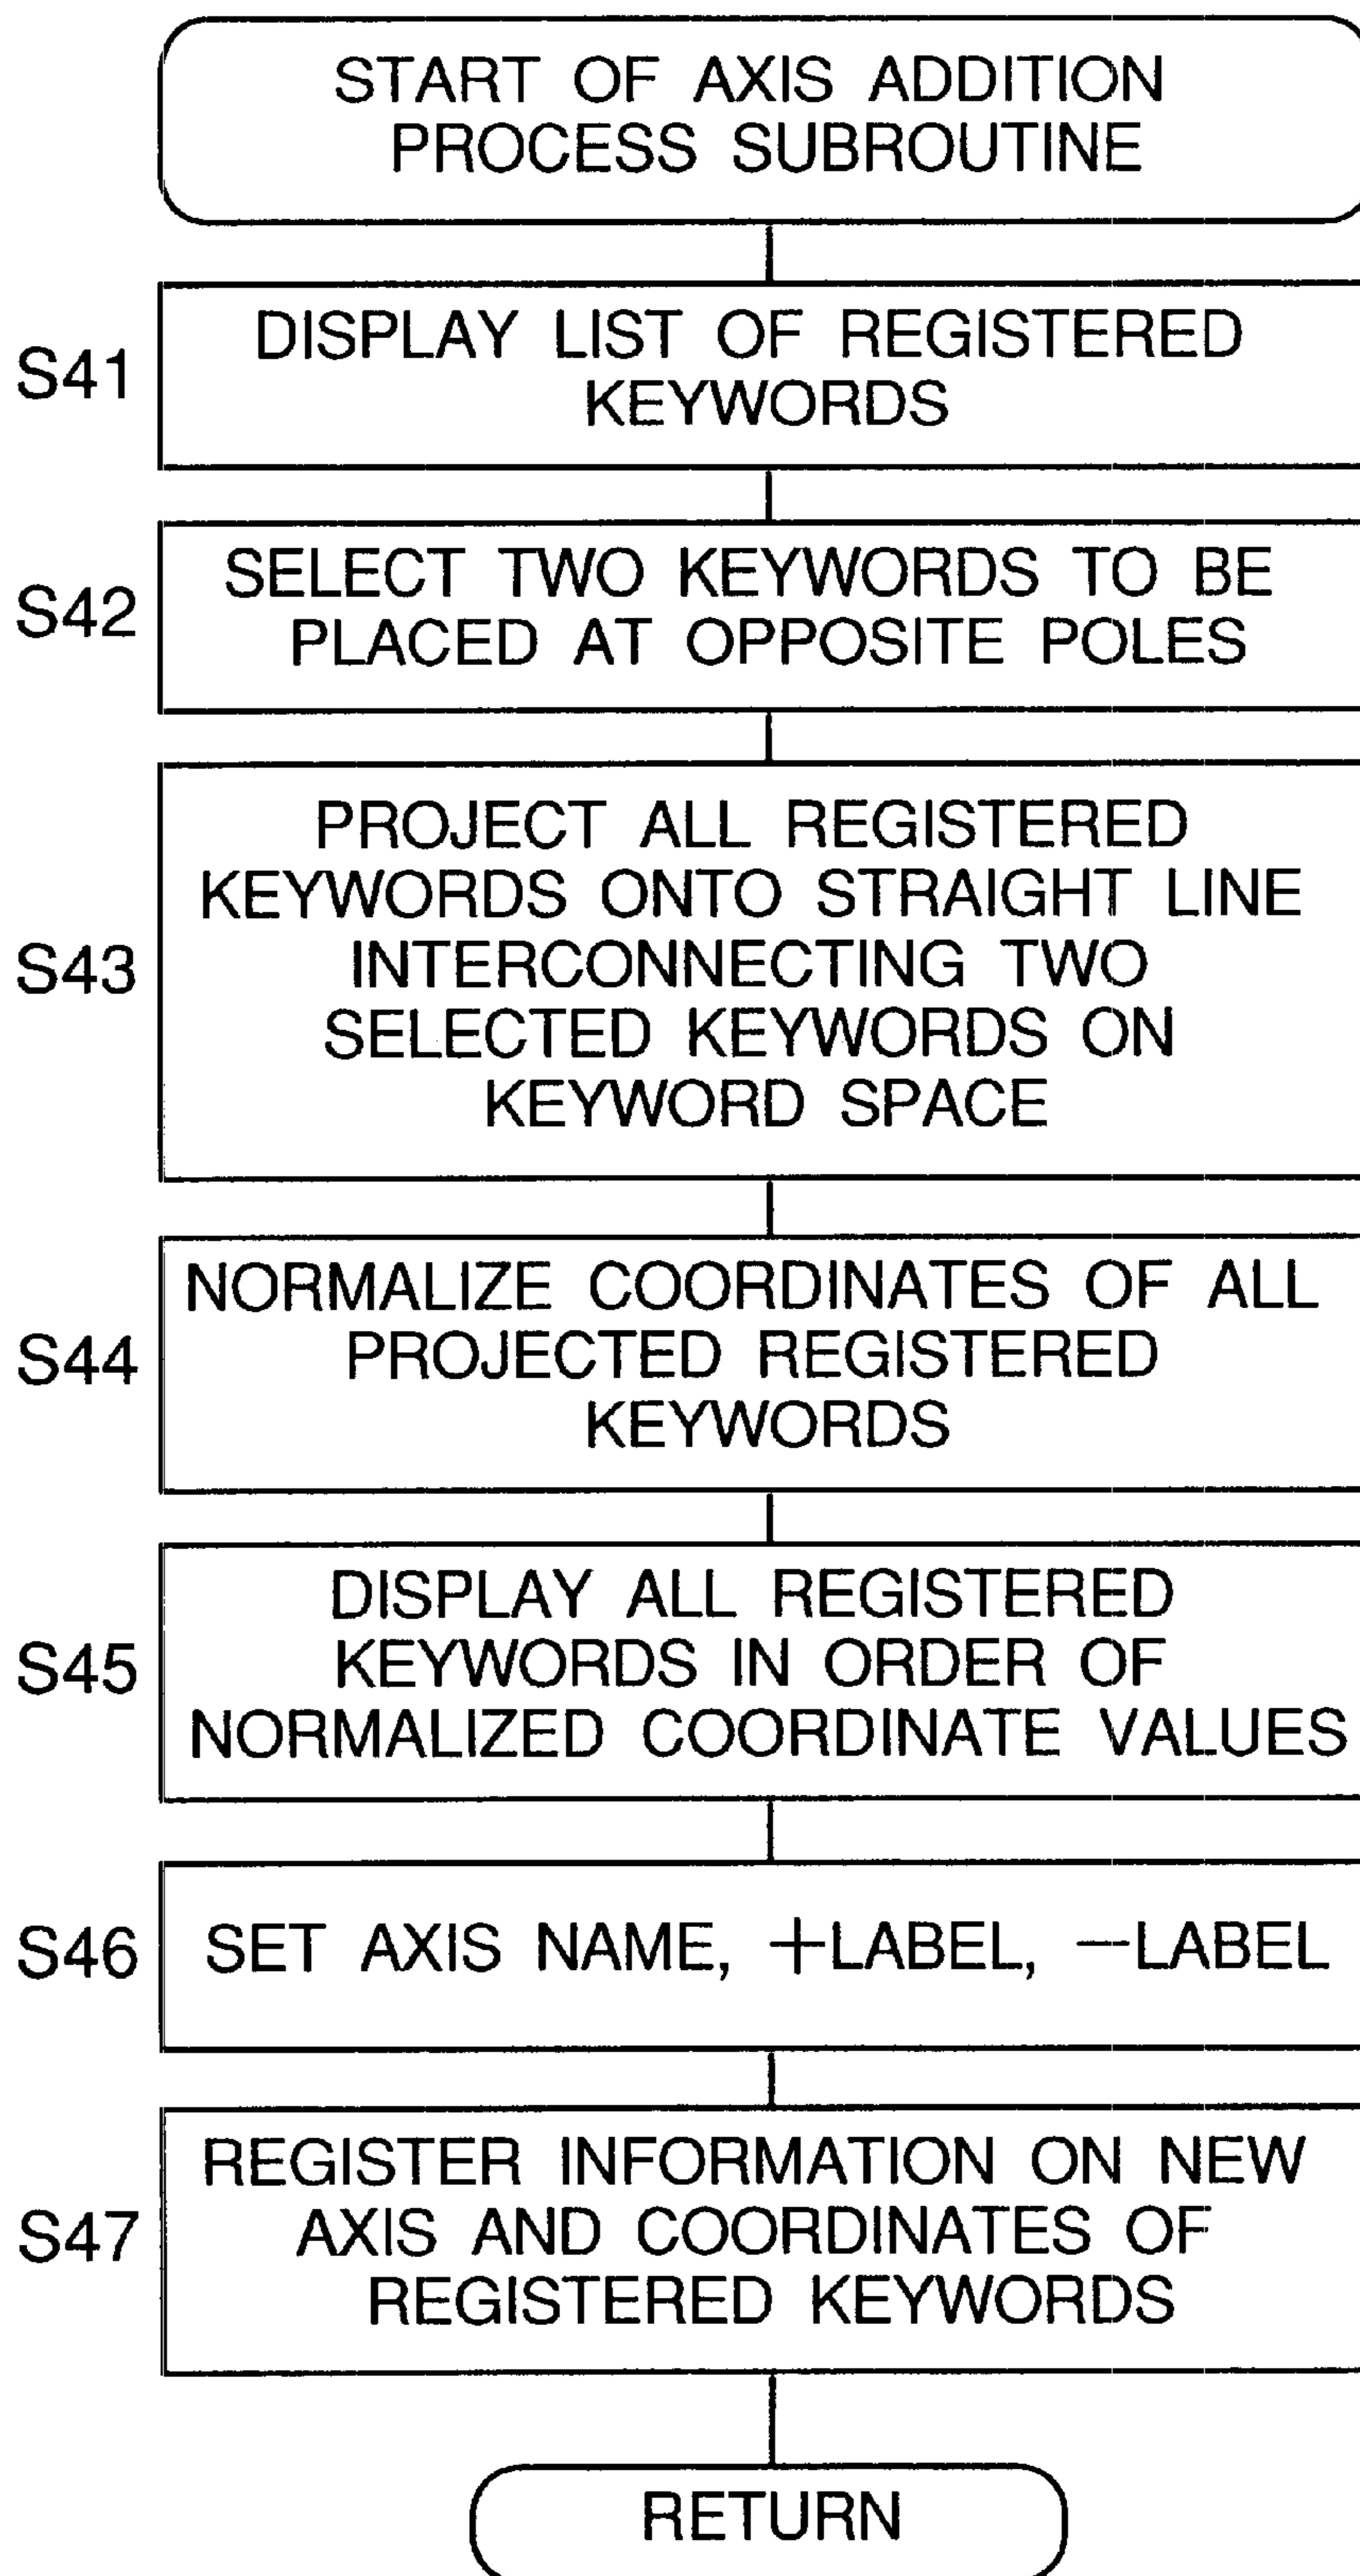 START OF AXIS ADDITION
PROCESS SUBROUTINE
S41
DISPLAY LIST OF REGISTERED
KEYWORDS
S42
SELECT TWO KEYWORDS TO BE
PLACED AT OPPOSITE POLES
S43
PROJECT ALL REGISTERED
KEYWORDS ONTO STRAIGHT LINE
INTERCONNECTING TWO
SELECTED KEYWORDS ON
KEYWORD SPACE
S44
NORMALIZE COORDINATES OF ALL
PROJECTED REGISTERED
KEYWORDS
S45
DISPLAY ALL REGISTERED
KEYWORDS IN ORDER OF
NORMALIZED COORDINATE VALUES
S46
SET AXIS NAME, +LABEL, −LABEL
S47
REGISTER INFORMATION ON NEW
AXIS AND COORDINATES OF
REGISTERED KEYWORDS
RETURN